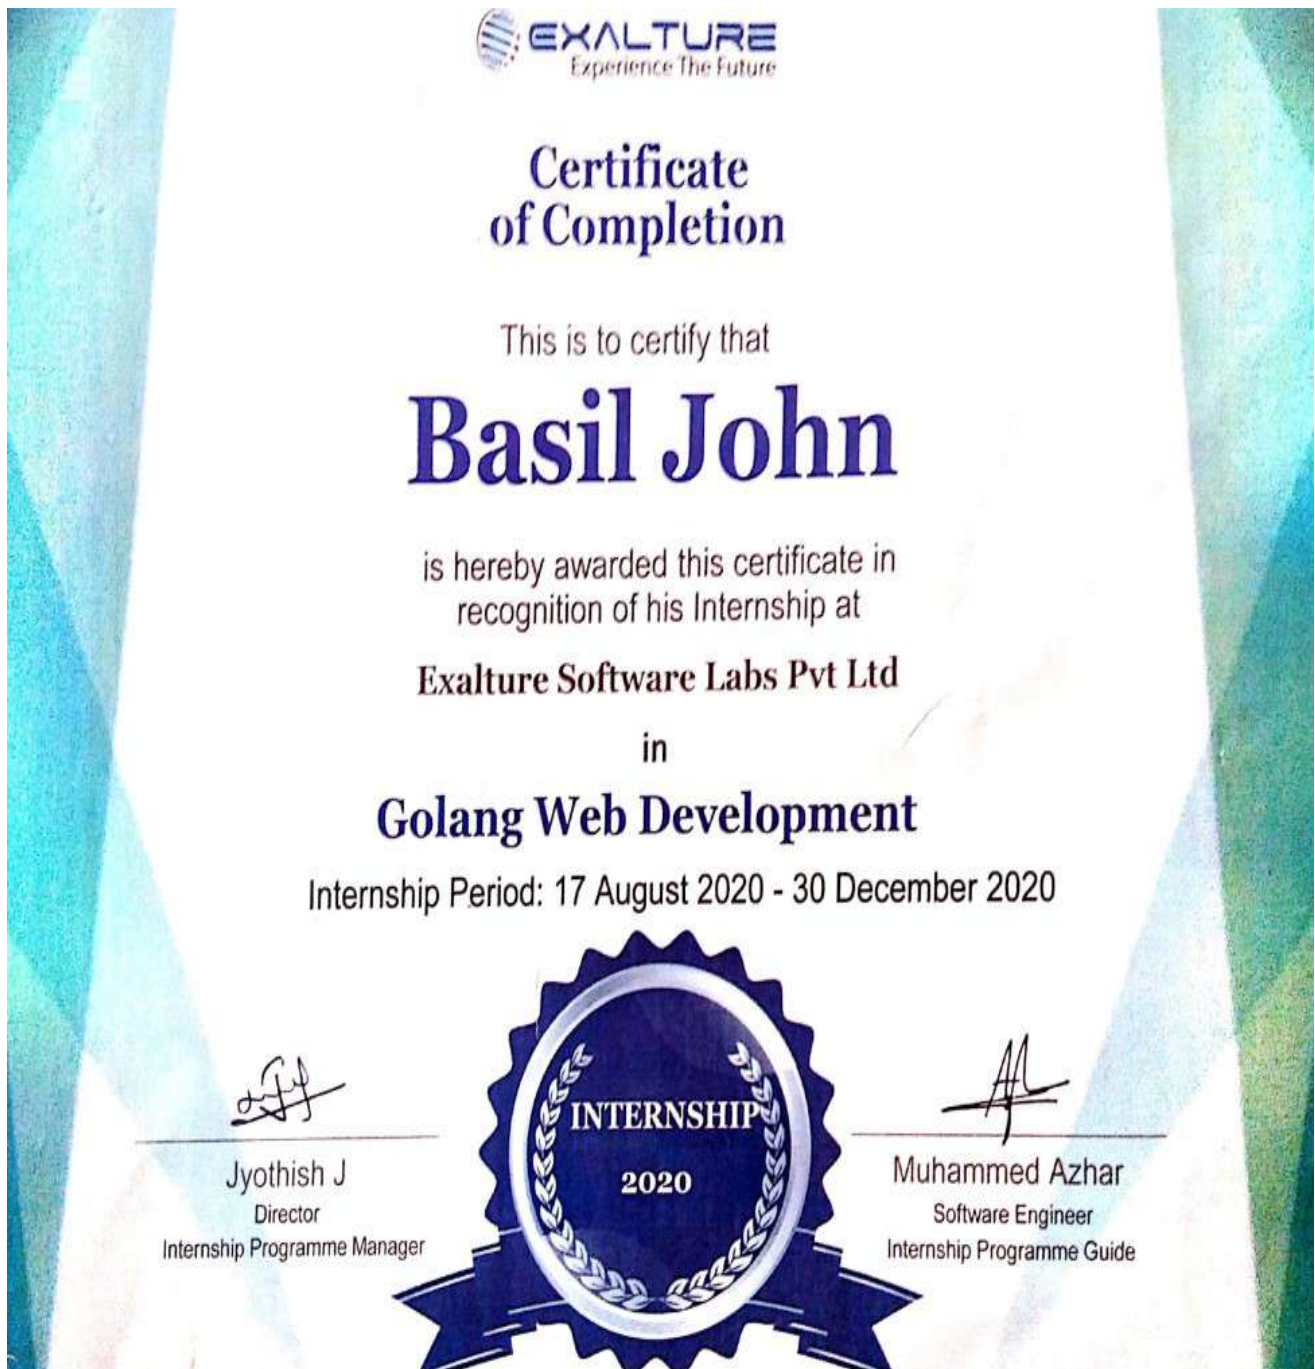 EXALTURE
Experience The Future
Certificate
of Completion
This is to certify that
Basil John
is hereby awarded this certificate in
recognition of his Internship at
Exalture Software Labs Pvt Ltd
in
Golang Web Development
Internship Period: 17 August 2020 - 30 December 2020
INTERNSHIP
2020
Jyothish J
Director
Internship Programme Manager
Muhammed Azhar
Software Engineer
Internship Programme Guide